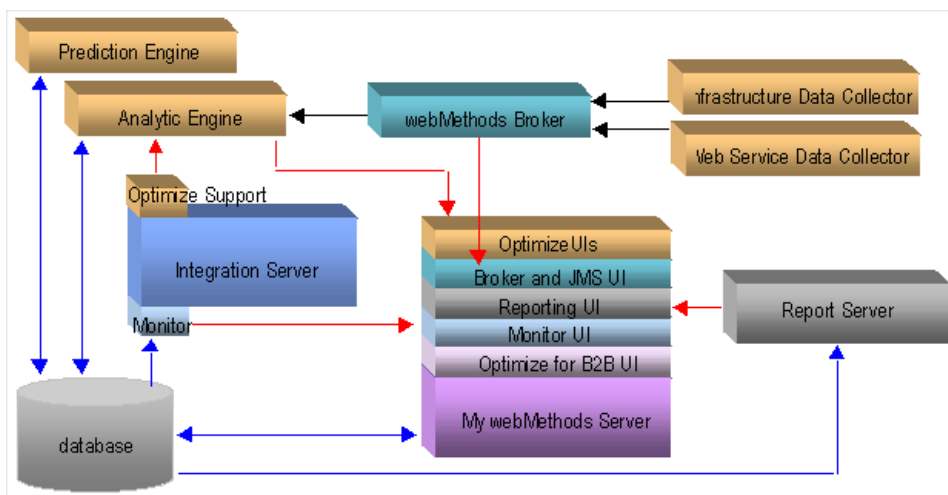 Prediction Engine
Analytic Engine
webMethods Broker
nfrastructure Data Collector
Web Service Data Collector
Optimize Support
Integration Server
Monitor
Optimize UIs
Broker and JMS UI
Reporting UI
Monitor UI
Optimize for B2B UI
My webMethods Server
Report Server
database